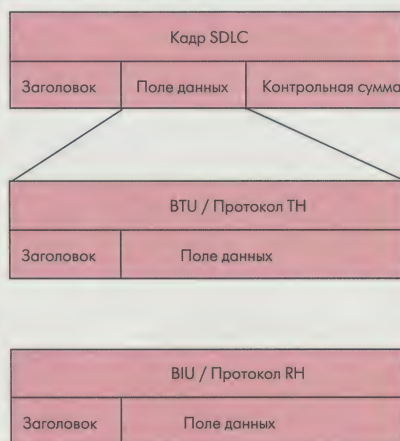 Кадр SDLC
Заголовок Поле данных Контрольная сумма
BTU / Протокол TH
Заголовок Поле данных
BIU / Протокол RH
Заголовок Поле данных